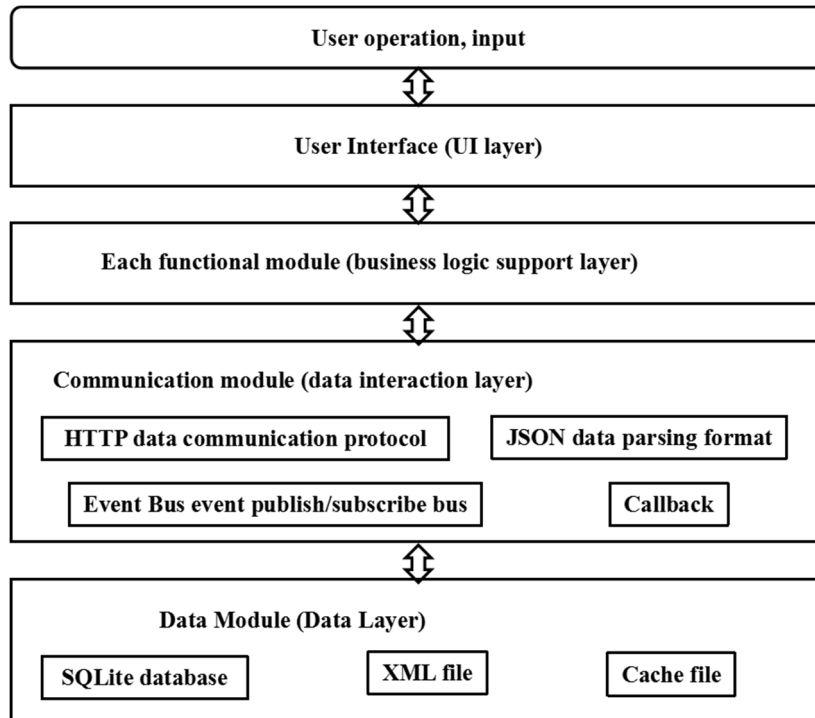 User operation, input
User Interface (UI layer)
Each functional module (business logic support layer)
Communication module (data interaction layer)
HTTP data communication protocol
JSON data parsing format
Event Bus event publish/subscribe bus
Callback
Data Module (Data Layer)
SQLite database
XML file
Cache file